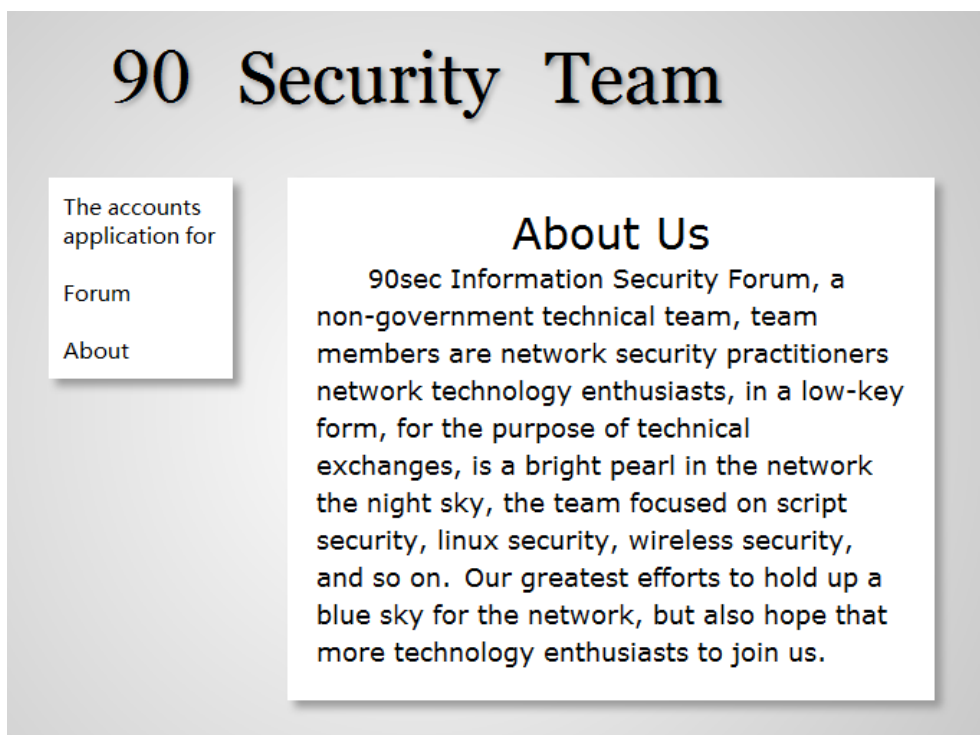 90 Security Team
The accounts
application for
Forum
About
About Us
90sec Information Security Forum, a
non-government technical team, team
members are network security practitioners
network technology enthusiasts, in a low-key
form, for the purpose of technical
exchanges, is a bright pearl in the network
the night sky, the team focused on script
security, linux security, wireless security,
and so on. Our greatest efforts to hold up a
blue sky for the network, but also hope that
more technology enthusiasts to join us.